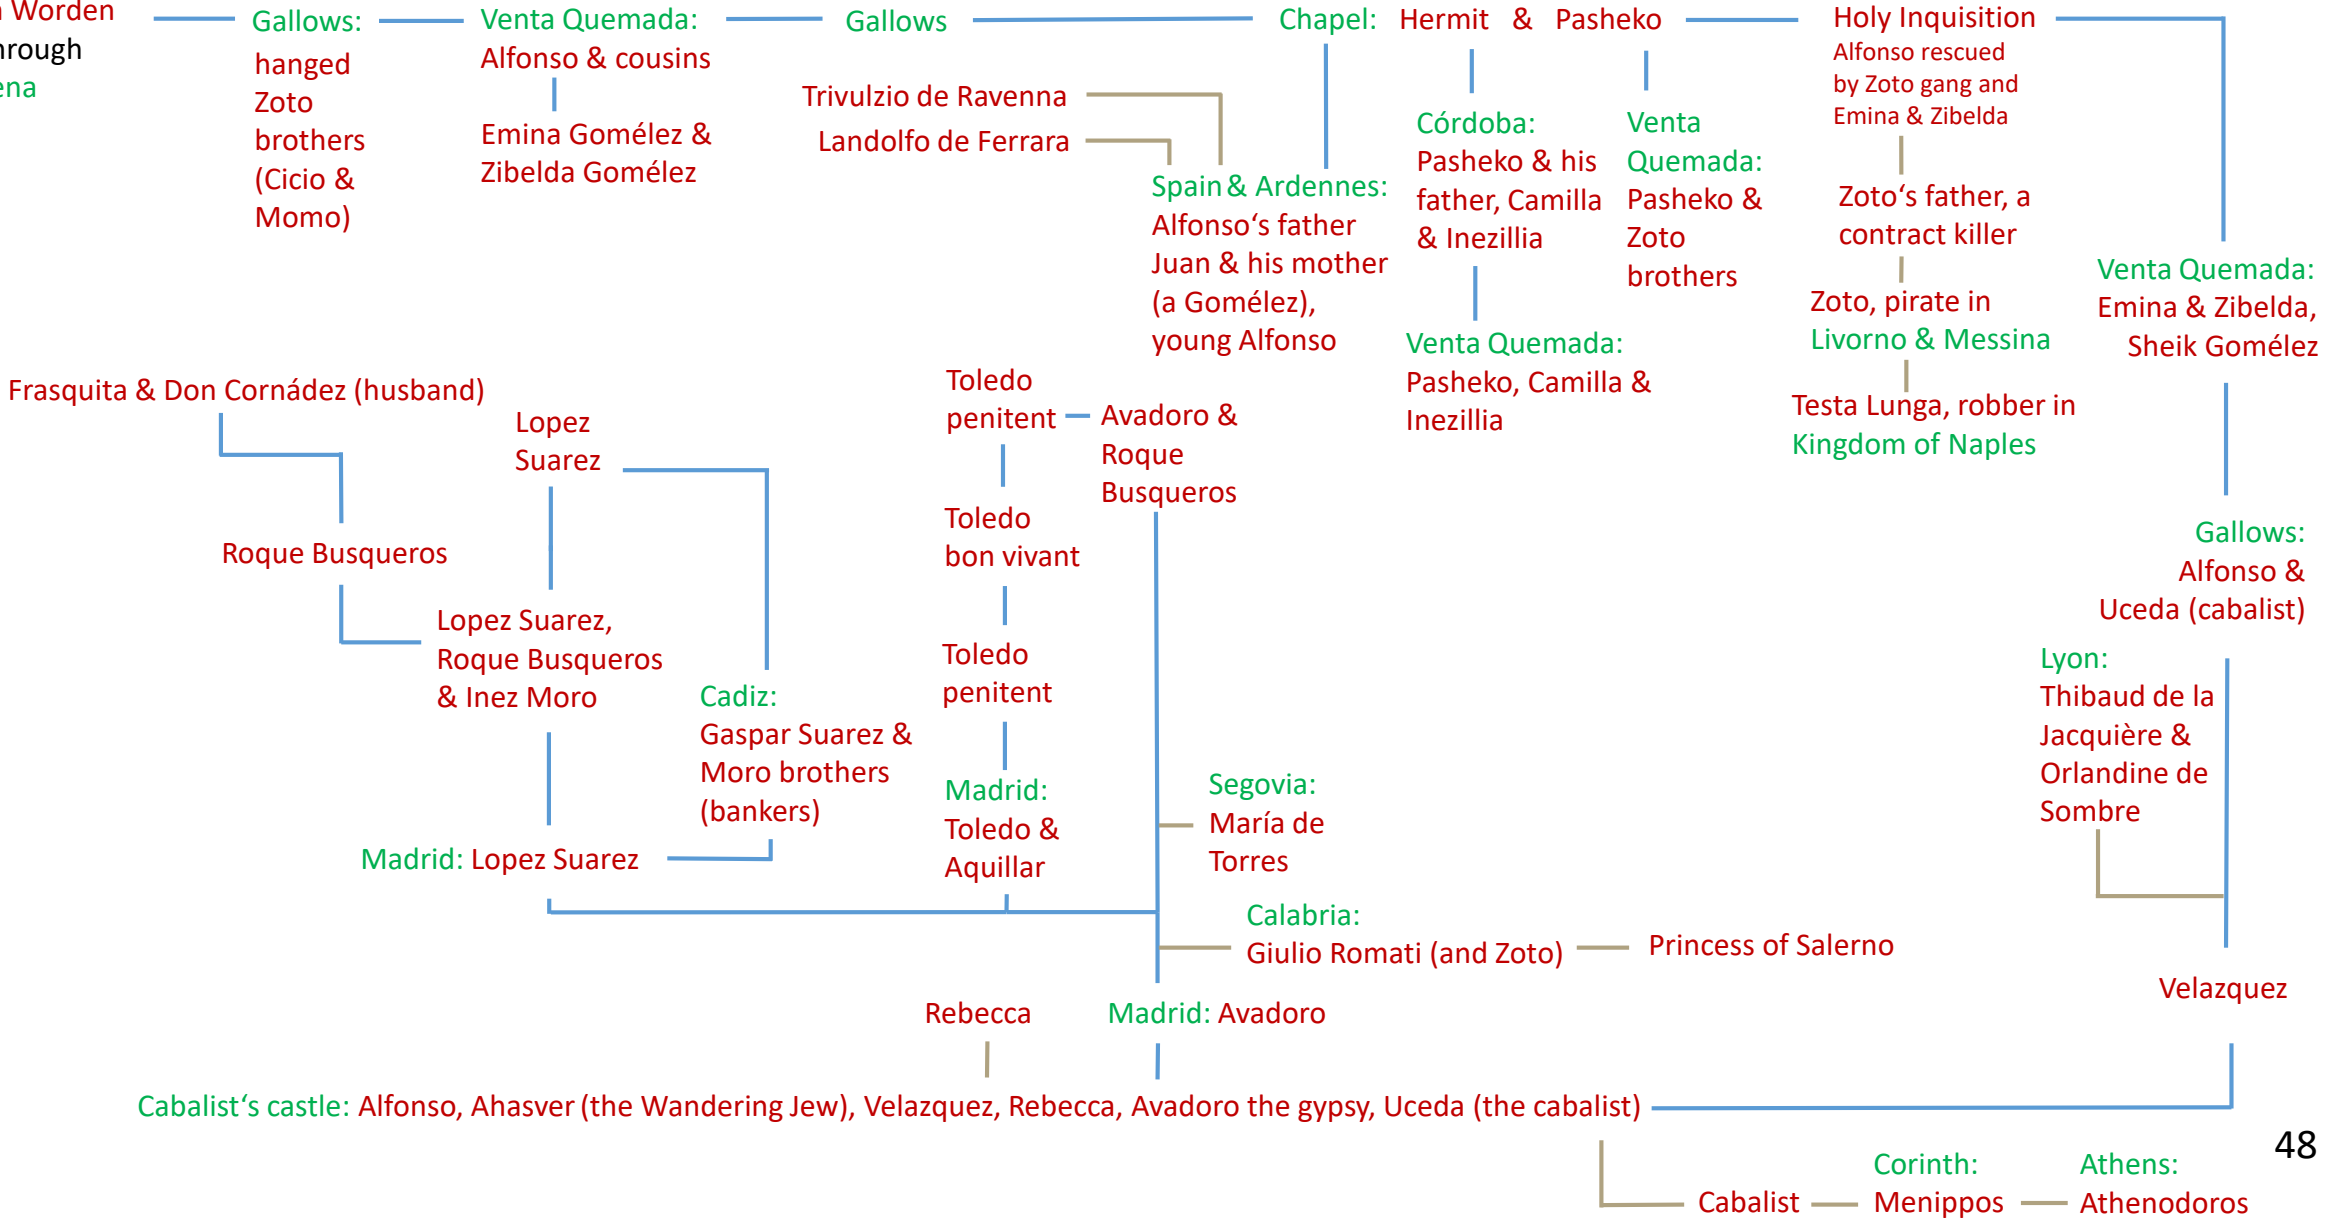 Worden
hrough
ena
Gallows:
hanged
Zoto
brothers
(Cicio &
Momo)
Venta Quemada:
Alfonso & cousins
Emina Gomélez &
Zibelda Gomélez
Gallows
Chapel: Hermit & Pasheko
Trivulzio de Ravenna
Landolfo de Ferrara
Spain & Ardennes:
Alfonso‘s father
Juan & his mother
(a Gomélez),
young Alfonso
Córdoba:
Pasheko & his
father, Camilla
& Inezillia
Venta Quemada:
Pasheko, Camilla &
Inezillia
Venta
Quemada:
Pasheko &
Zoto
brothers
Holy Inquisition
Alfonso rescued
by Zoto gang and
Emina & Zibelda
Zoto‘s father, a
contract killer
Zoto, pirate in
Livorno & Messina
Testa Lunga, robber in
Kingdom of Naples
Venta Quemada:
Emina & Zibelda,
Sheik Gomélez
Gallows:
Alfonso &
Uceda (cabalist)
Lyon:
Thibaud de la
Jacquière &
Orlandine de
Sombre
Velazquez
Frasquita & Don Cornádez (husband)
Roque Busqueros
Lopez
Suarez
Lopez Suarez,
Roque Busqueros
& Inez Moro
Cadiz:
Gaspar Suarez &
Moro brothers
(bankers)
Madrid: Lopez Suarez
Toledo
penitent
Toledo
bon vivant
Toledo
penitent
Madrid:
Toledo &
Aquillar
Avadoro &
Roque
Busqueros
Segovia:
María de
Torres
Calabria:
Giulio Romati (and Zoto)
Princess of Salerno
Rebecca
Madrid: Avadoro
Cabalist‘s castle: Alfonso, Ahasver (the Wandering Jew), Velazquez, Rebecca, Avadoro the gypsy, Uceda (the cabalist)
Cabalist
Corinth:
Menippos
Athens:
Athenodoros
48